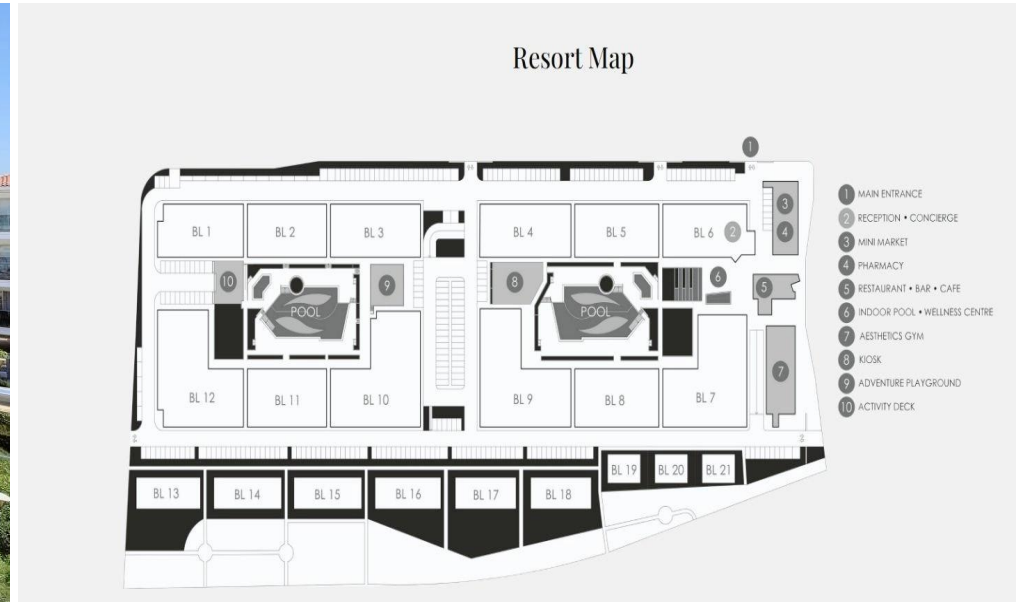 Resort Map
1
BL 1
BL 2
BL 3
BL 4
BL 5
BL 6
2
3
4
10
POOL
9
8
POOL
6
5
BL 12
BL 11
BL 10
BL 9
BL 8
BL 7
7
BL 13
BL 14
BL 15
BL 16
BL 17
BL 18
BL 19
BL 20
BL 21
1 MAIN ENTRANCE
2 RECEPTION • CONCIERGE
3 MINI MARKET
4 PHARMACY
5 RESTAURANT • BAR • CAFE
6 INDOOR POOL • WELLNESS CENTRE
7 AESTHETICS GYM
8 KIOSK
9 ADVENTURE PLAYGROUND
10 ACTIVITY DECK